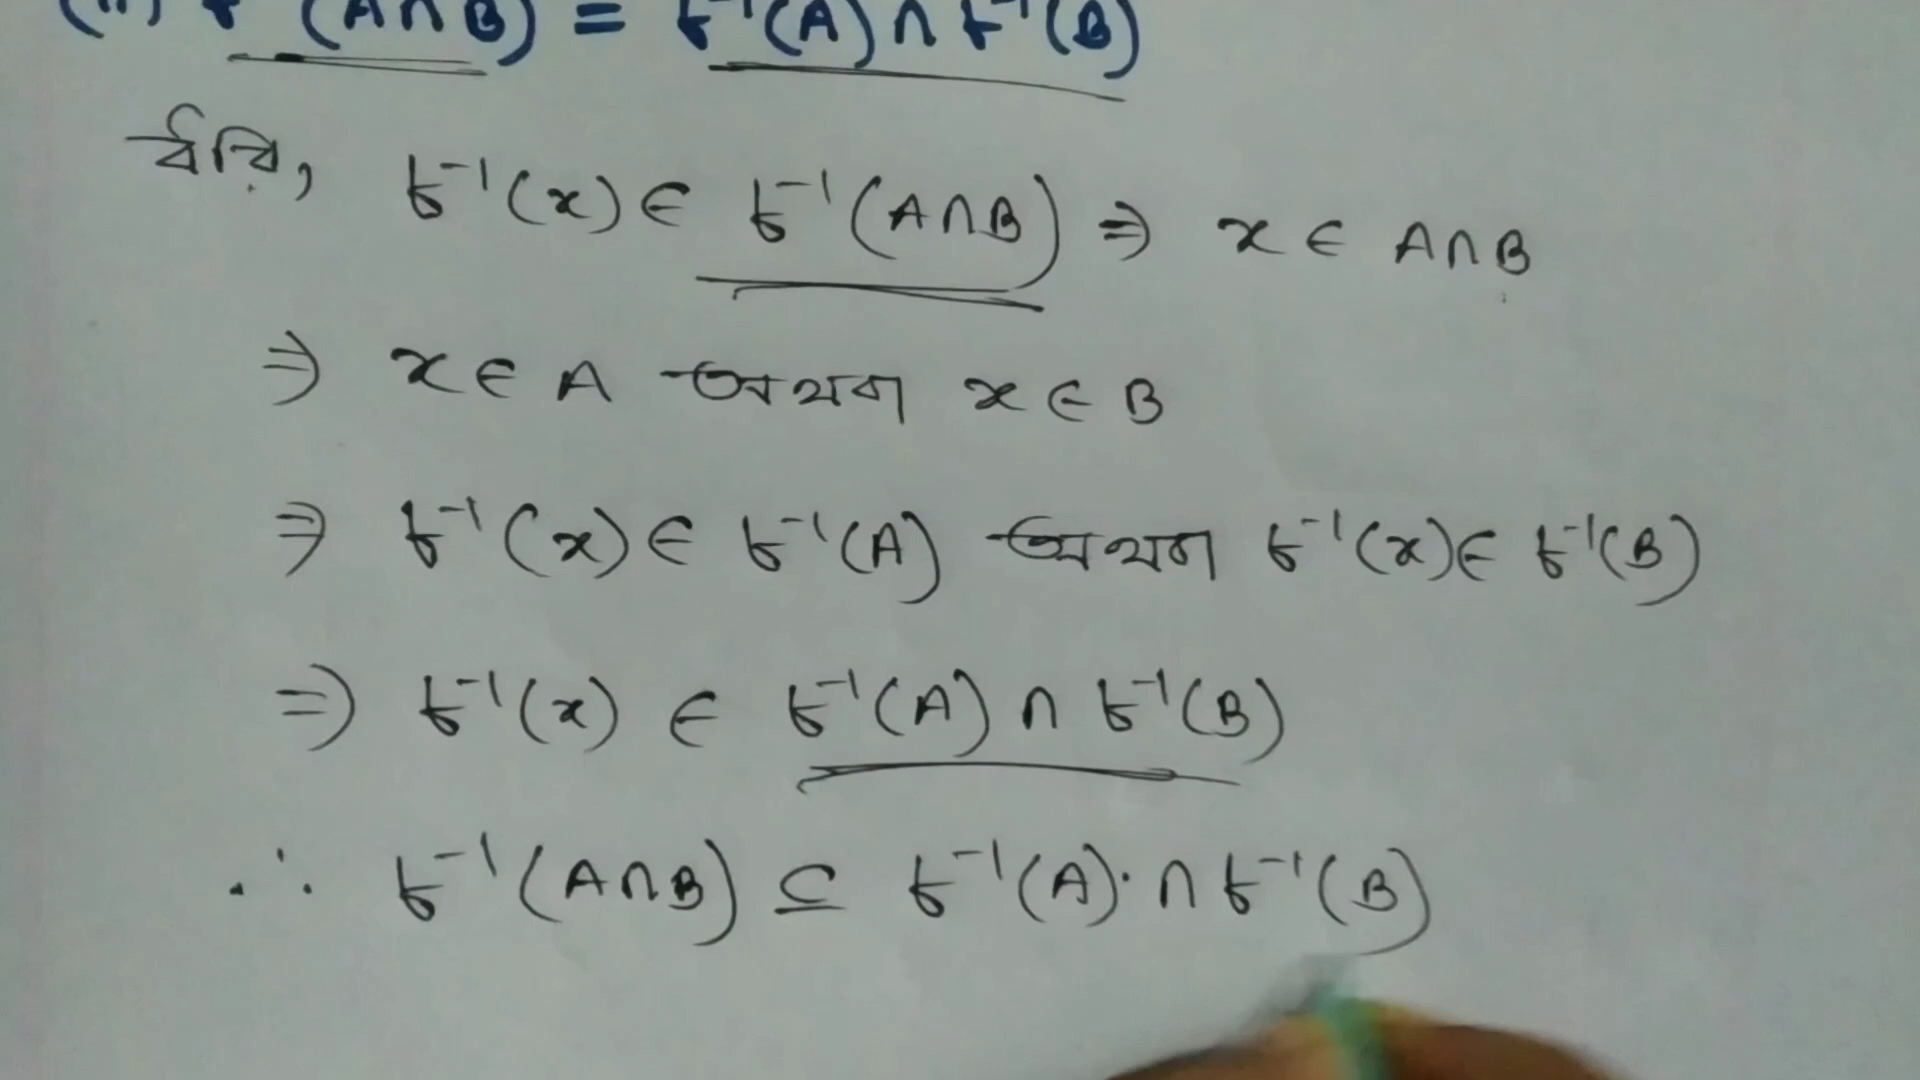 (ii) f⁻¹(A∩B) = f⁻¹(A)∩f⁻¹(B)
ধরি, f⁻¹(x)∈ f⁻¹(A∩B) ⇒ x ∈ A∩B
⇒ x∈A অথবা x∈B
⇒ f⁻¹(x)∈ f⁻¹(A) অথবা f⁻¹(x)∈ f⁻¹(B)
⇒ f⁻¹(x) ∈ f⁻¹(A) ∩ f⁻¹(B)
∴ f⁻¹(A∩B) ⊆ f⁻¹(A)∩f⁻¹(B)